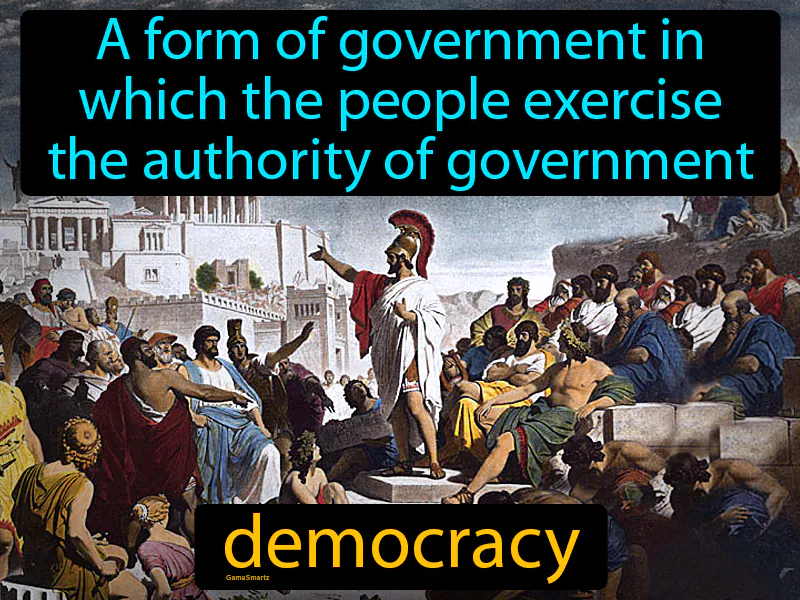 A form of government in
which the people exercise
the authority of government
democracy
GameSmartz